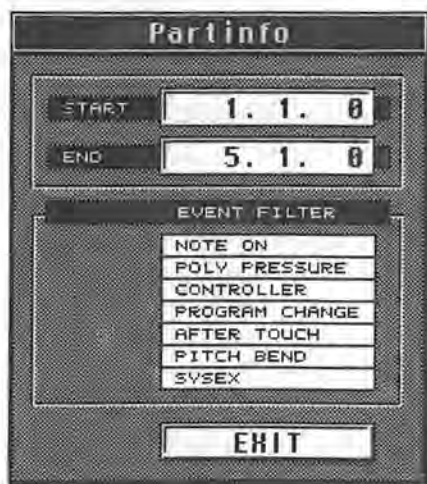 Partinfo
START 1. 1. 0
END 5. 1. 0
EVENT FILTER
NOTE ON
POLY PRESSURE
CONTROLLER
PROGRAM CHANGE
AFTER TOUCH
PITCH BEND
SYSEX
EXIT